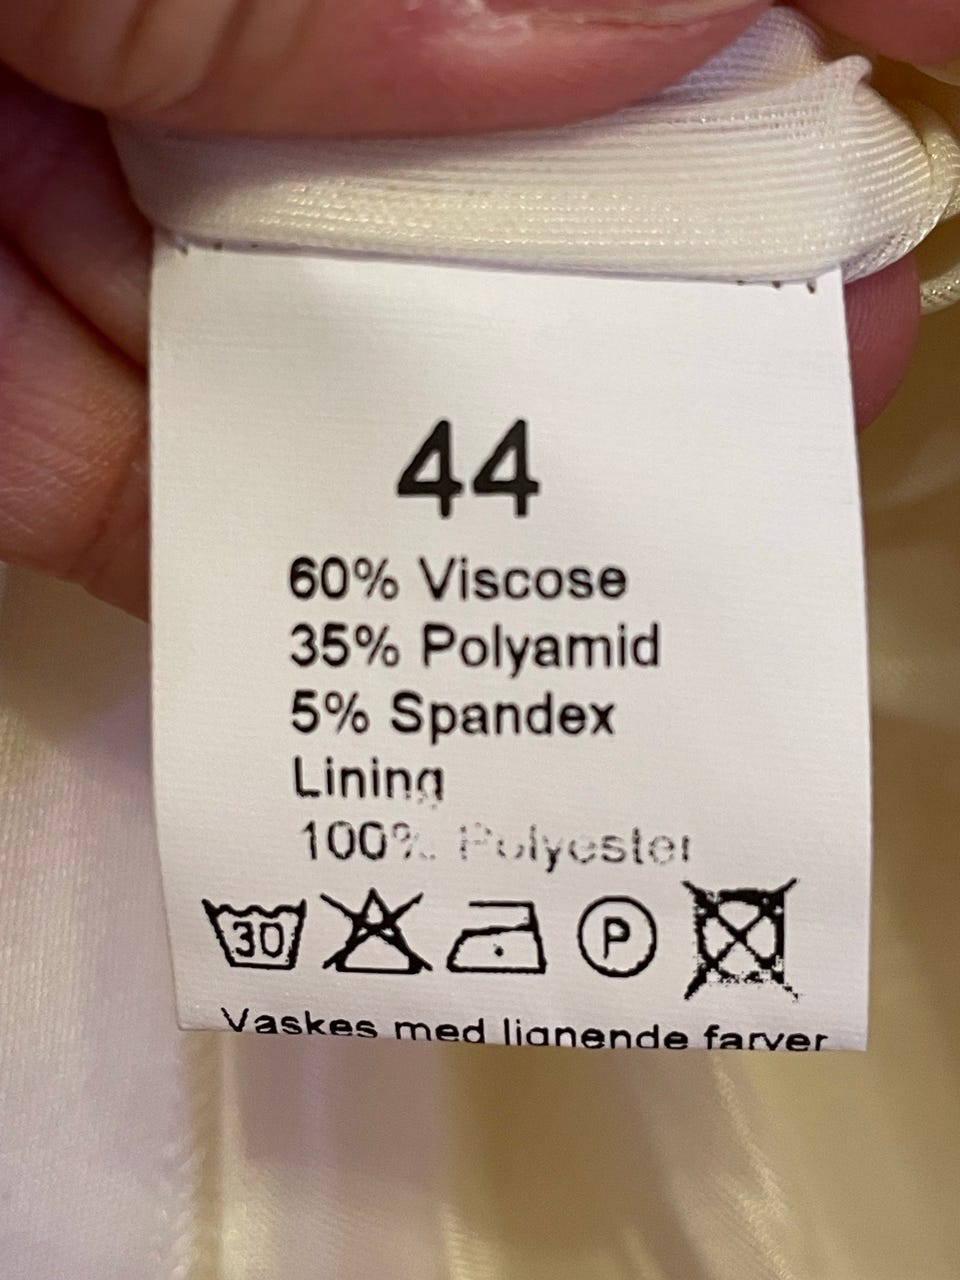 44
60% Viscose
35% Polyamid
5% Spandex
Lining
100% Polyester
30
P
Vaskes med lignende farver